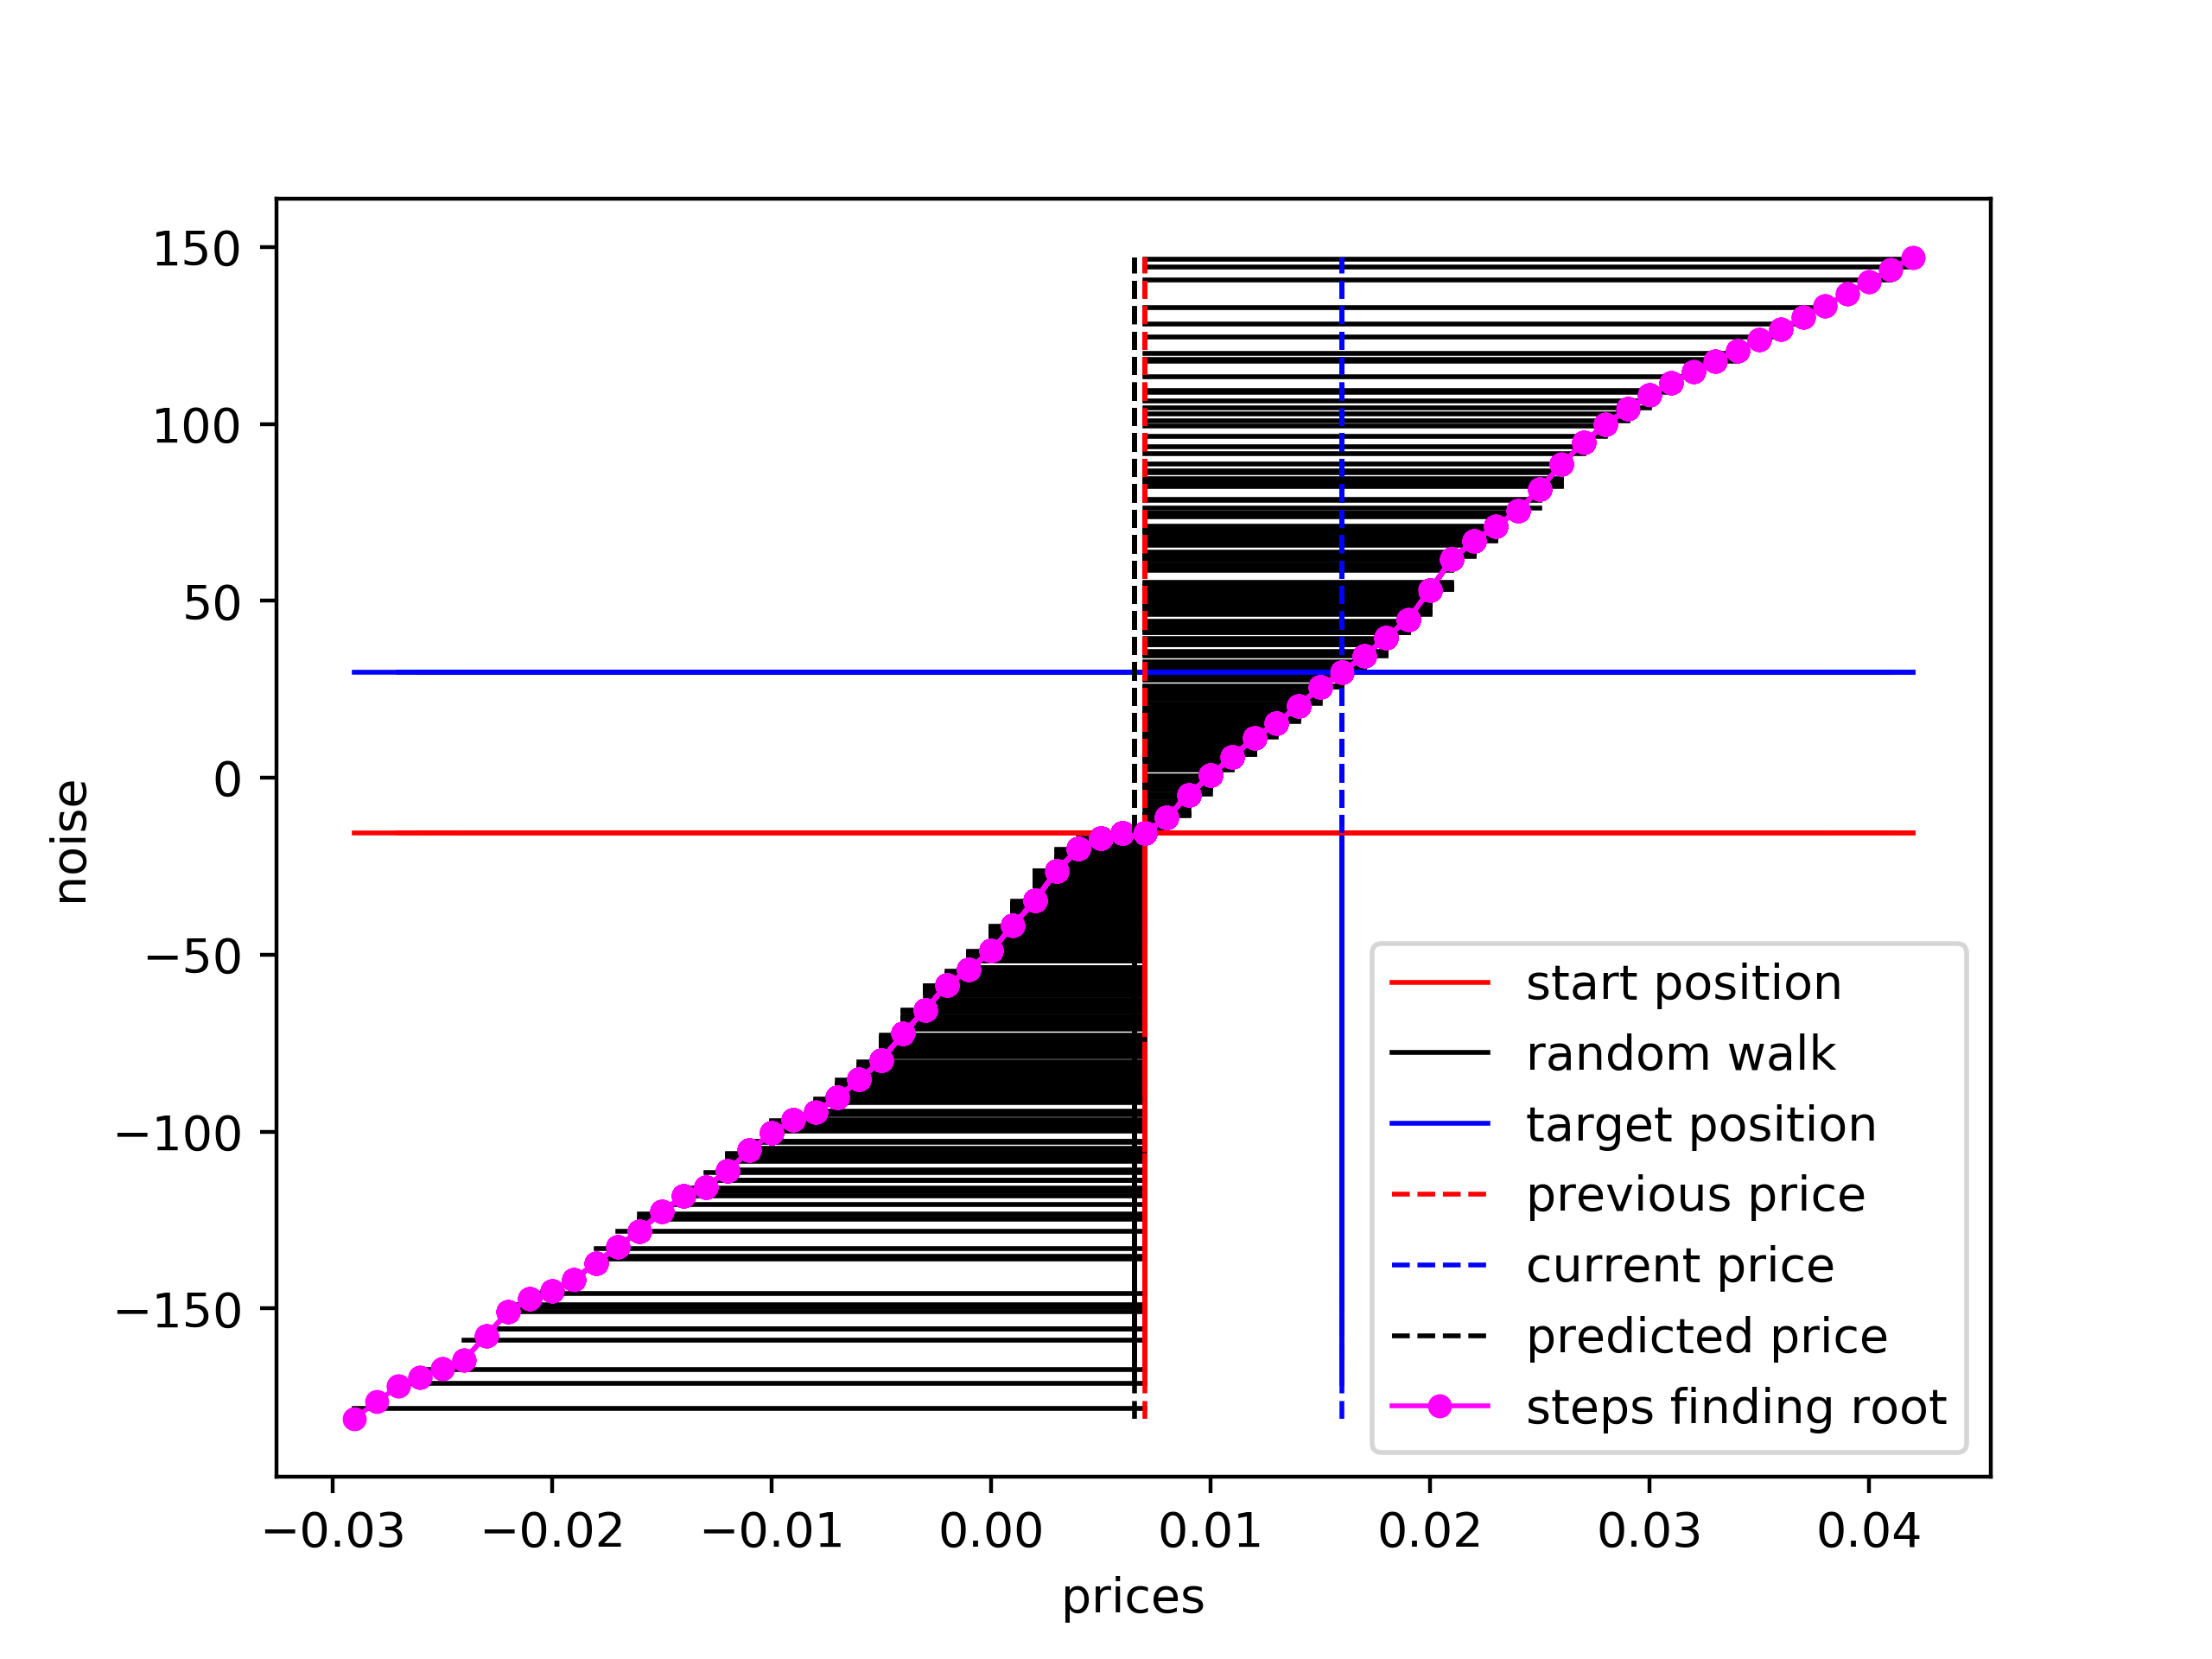 150
100
50
0
−50
−100
−150
noise
−0.03
−0.02
−0.01
0.00
0.01
0.02
0.03
0.04
prices
start position
random walk
target position
previous price
current price
predicted price
steps finding root